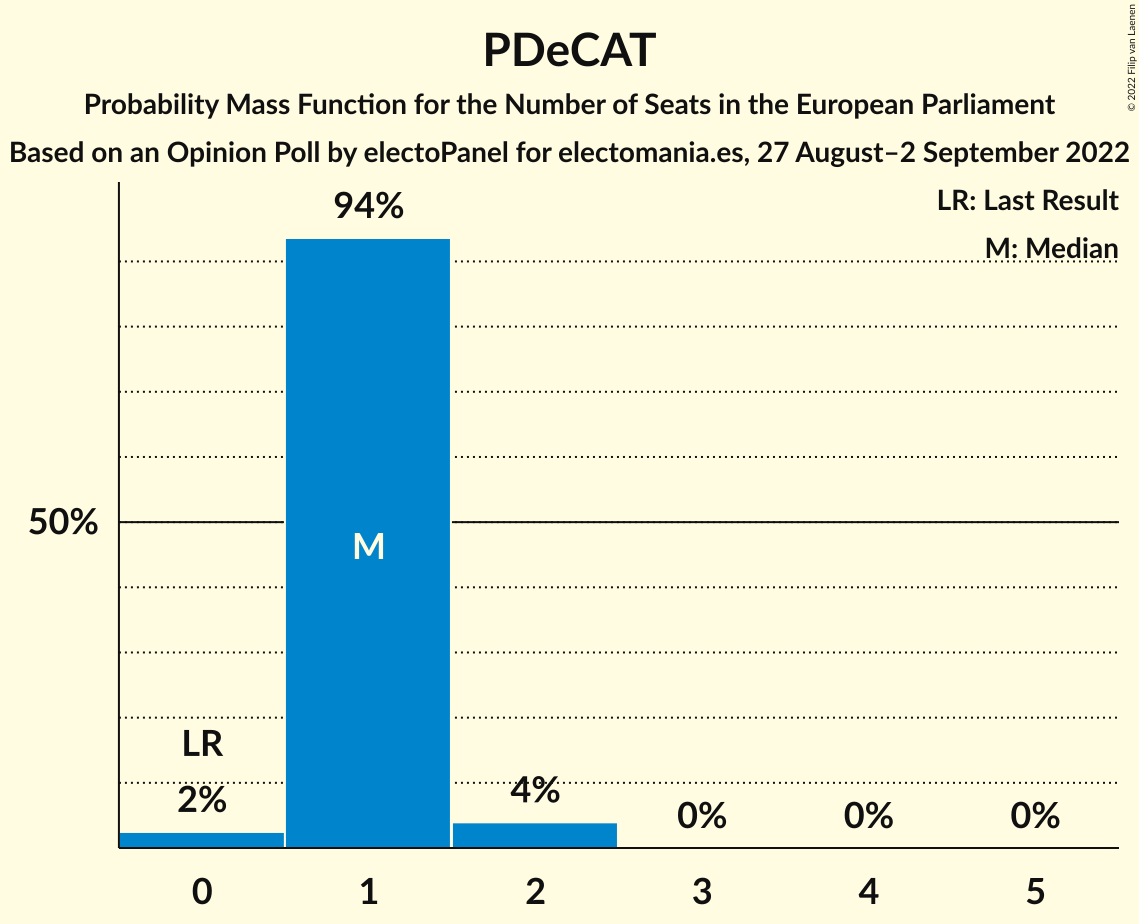 PDeCAT
Probability Mass Function for the Number of Seats in the European Parliament
Based on an Opinion Poll by electoPanel for electomania.es, 27 August–2 September 2022
© 2022 Filip van Laenen
LR: Last Result
M: Median
94%
50%
M
LR
2%
4%
0%
0%
0%
0
1
2
3
4
5